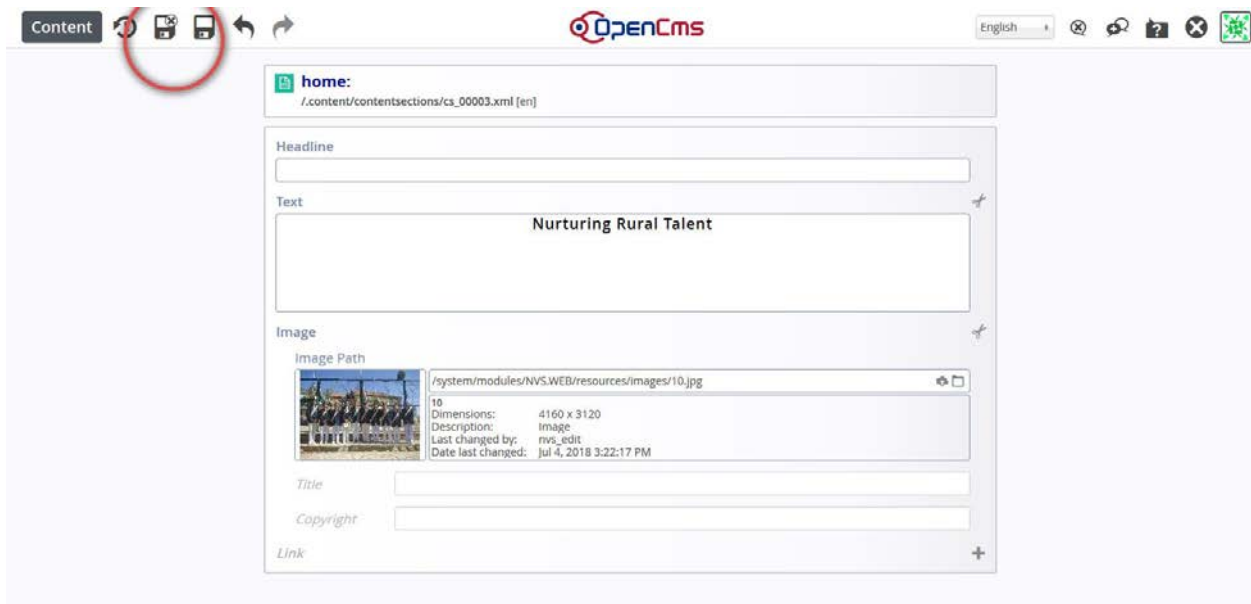 Content
OpenCms
English
home:
/.content/contentsections/cs_00003.xml [en]
Headline
Text
Nurturing Rural Talent
Image
Image Path
/system/modules/NVS.WEB/resources/images/10.jpg
10
Dimensions: 4160 x 3120
Description: Image
Last changed by: nvs_edit
Date last changed: Jul 4, 2018 3:22:17 PM
Title
Copyright
Link